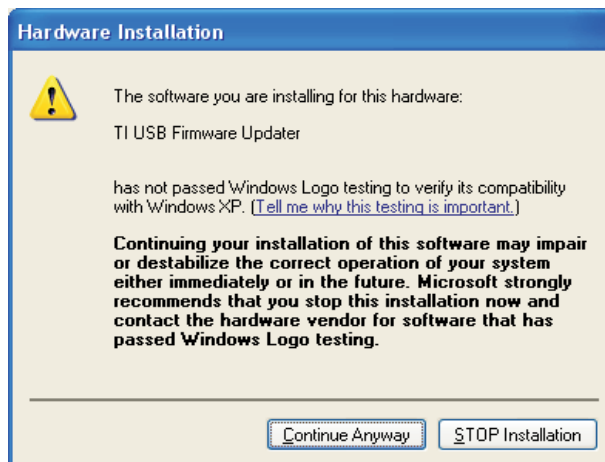 Hardware Installation
The software you are installing for this hardware:
TI USB Firmware Updater
has not passed Windows Logo testing to verify its compatibility
with Windows XP. (Tell me why this testing is important.)
Continuing your installation of this software may impair
or destabilize the correct operation of your system
either immediately or in the future. Microsoft strongly
recommends that you stop this installation now and
contact the hardware vendor for software that has
passed Windows Logo testing.
Continue Anyway STOP Installation